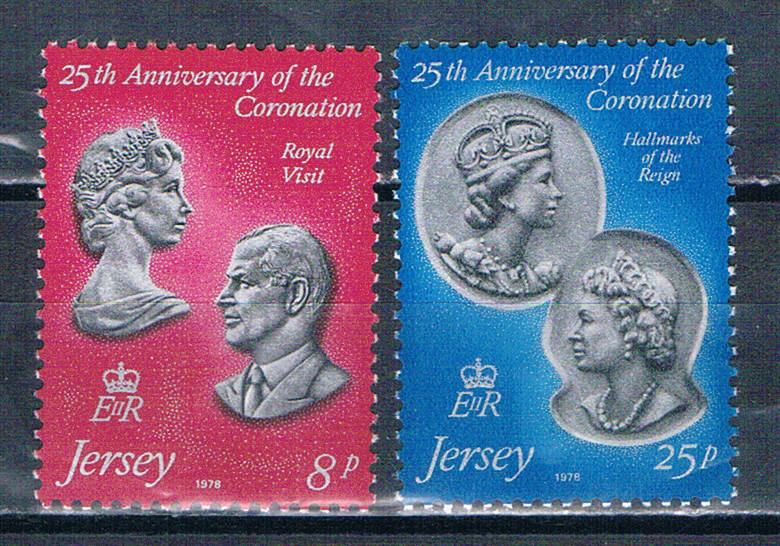 25th Anniversary of the
Coronation
Royal
Visit
EIIR
Jersey
1978
8p
25th Anniversary of the
Coronation
Hallmarks
of the
Reign
EIIR
Jersey
1978
25p